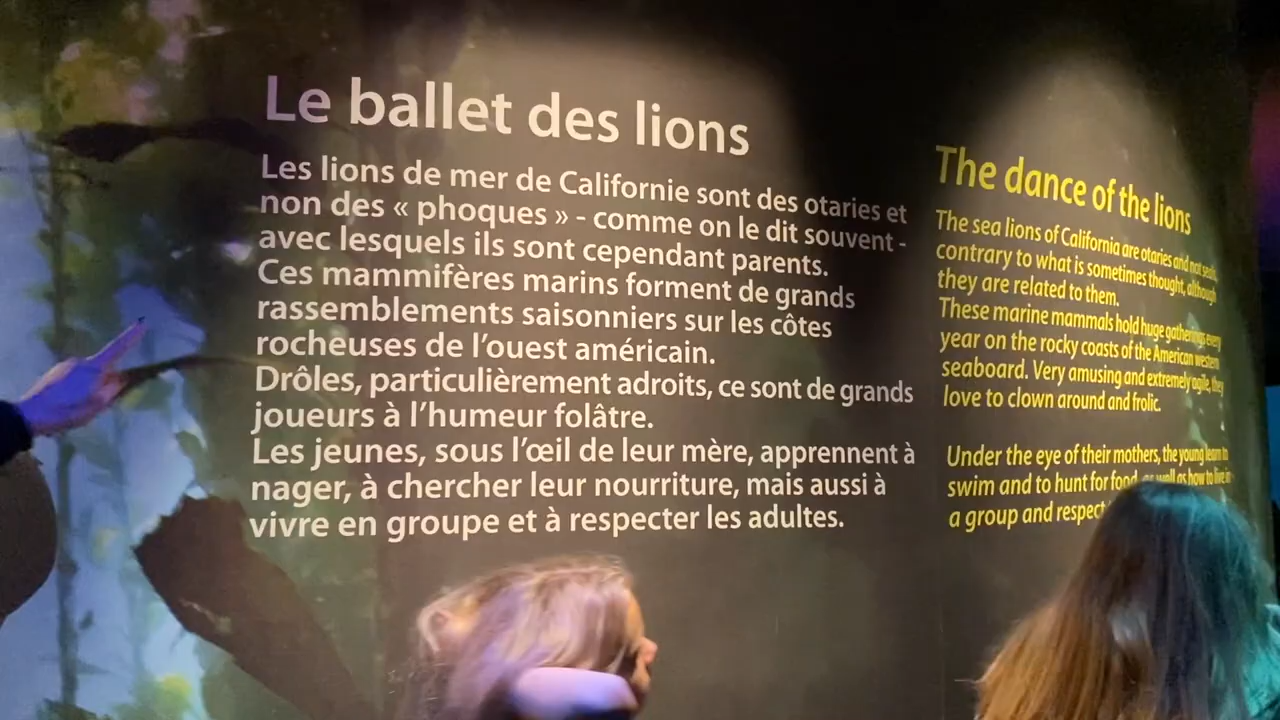 Le ballet des lions
Les lions de mer de Californie sont des otaries et
non des « phoques » - comme on le dit souvent -
avec lesquels ils sont cependant parents.
Ces mammifères marins forment de grands
rassemblements saisonniers sur les côtes
rocheuses de l'ouest américain.
Drôles, particulièrement adroits, ce sont de grands
joueurs à l'humeur folâtre.
Les jeunes, sous l'œil de leur mère, apprennent à
nager, à chercher leur nourriture, mais aussi à
vivre en groupe et à respecter les adultes.
The dance of the lions
The sea lions of California are otaries and not seals,
contrary to what is sometimes thought, although
they are related to them.
These marine mammals hold huge gatherings every
year on the rocky coasts of the American western
seaboard. Very amusing and extremely agile, they
love to clown around and frolic.
Under the eye of their mothers, the young learn to
swim and to hunt for food, as well as how to live in
a group and respect